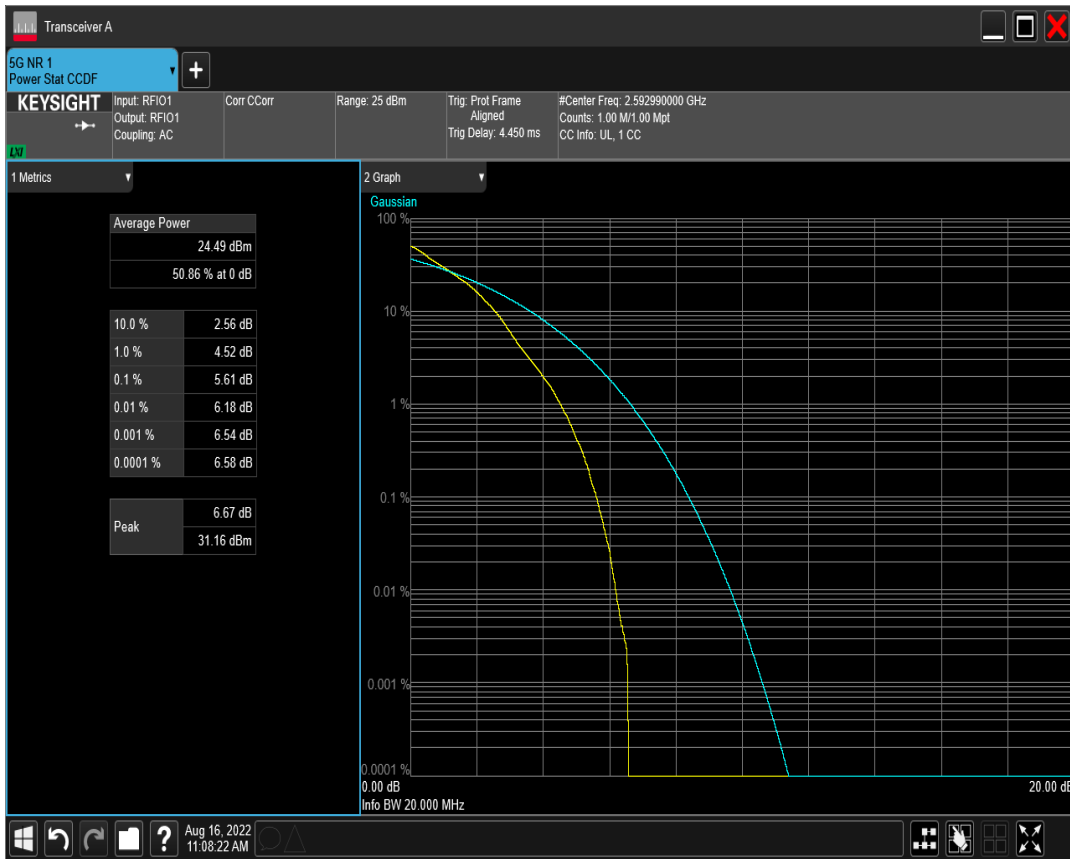 Transceiver A
5G NR 1
Power Stat CCDF
+
KEYSIGHT
LXI
Input: RFIO1
Output: RFIO1
Coupling: AC
Corr CCorr
Range: 25 dBm
Trig: Prot Frame
Aligned
Trig Delay: 4.450 ms
#Center Freq: 2.592990000 GHz
Counts: 1.00 M/1.00 Mpt
CC Info: UL, 1 CC
1 Metrics
Average Power
24.49 dBm
50.86 % at 0 dB
10.0 % 2.56 dB
1.0 % 4.52 dB
0.1 % 5.61 dB
0.01 % 6.18 dB
0.001 % 6.54 dB
0.0001 % 6.58 dB
Peak 6.67 dB
31.16 dBm
2 Graph
Gaussian
100 %
10 %
1 %
0.1 %
0.01 %
0.001 %
0.0001 %
0.00 dB 20.00 dB
Info BW 20.000 MHz
? Aug 16, 2022
11:08:22 AM